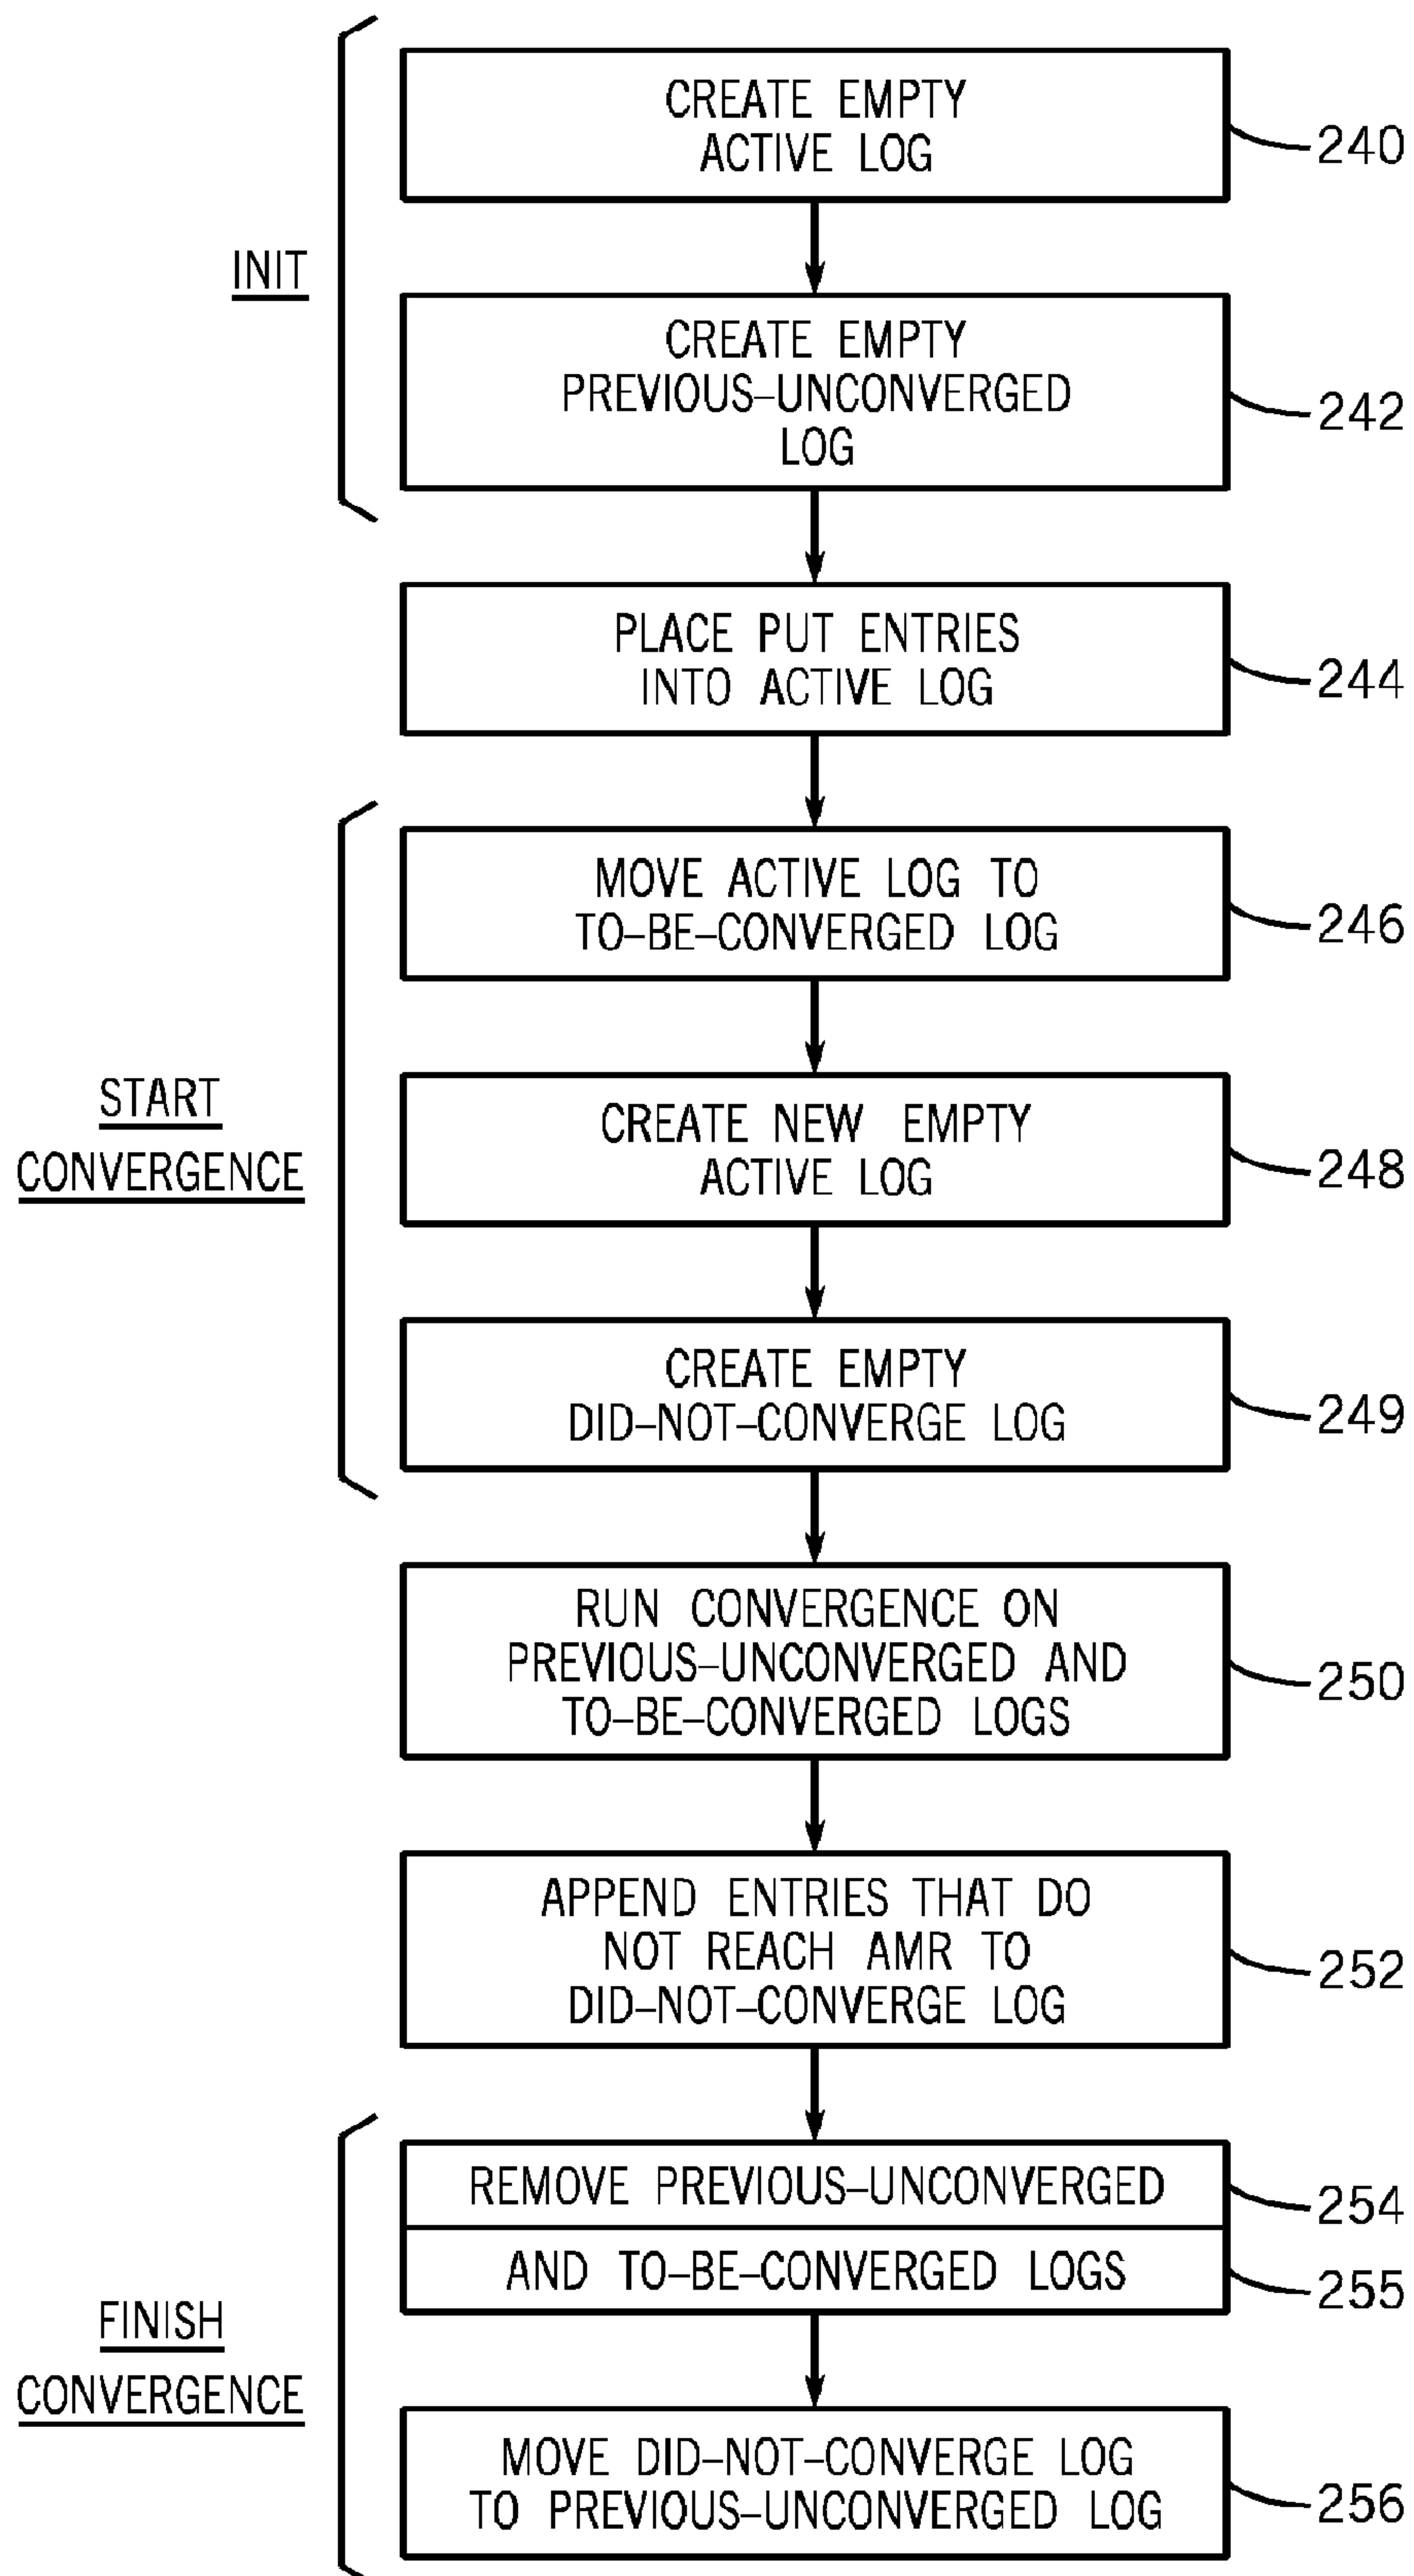 INIT
CREATE EMPTY
ACTIVE LOG
240
CREATE EMPTY
PREVIOUS–UNCONVERGED
LOG
242
PLACE PUT ENTRIES
INTO ACTIVE LOG
244
START
CONVERGENCE
MOVE ACTIVE LOG TO
TO–BE–CONVERGED LOG
246
CREATE NEW EMPTY
ACTIVE LOG
248
CREATE EMPTY
DID–NOT–CONVERGE LOG
249
RUN CONVERGENCE ON
PREVIOUS–UNCONVERGED AND
TO–BE–CONVERGED LOGS
250
APPEND ENTRIES THAT DO
NOT REACH AMR TO
DID–NOT–CONVERGE LOG
252
FINISH
CONVERGENCE
REMOVE PREVIOUS–UNCONVERGED
254
AND TO–BE–CONVERGED LOGS
255
MOVE DID–NOT–CONVERGE LOG
TO PREVIOUS–UNCONVERGED LOG
256